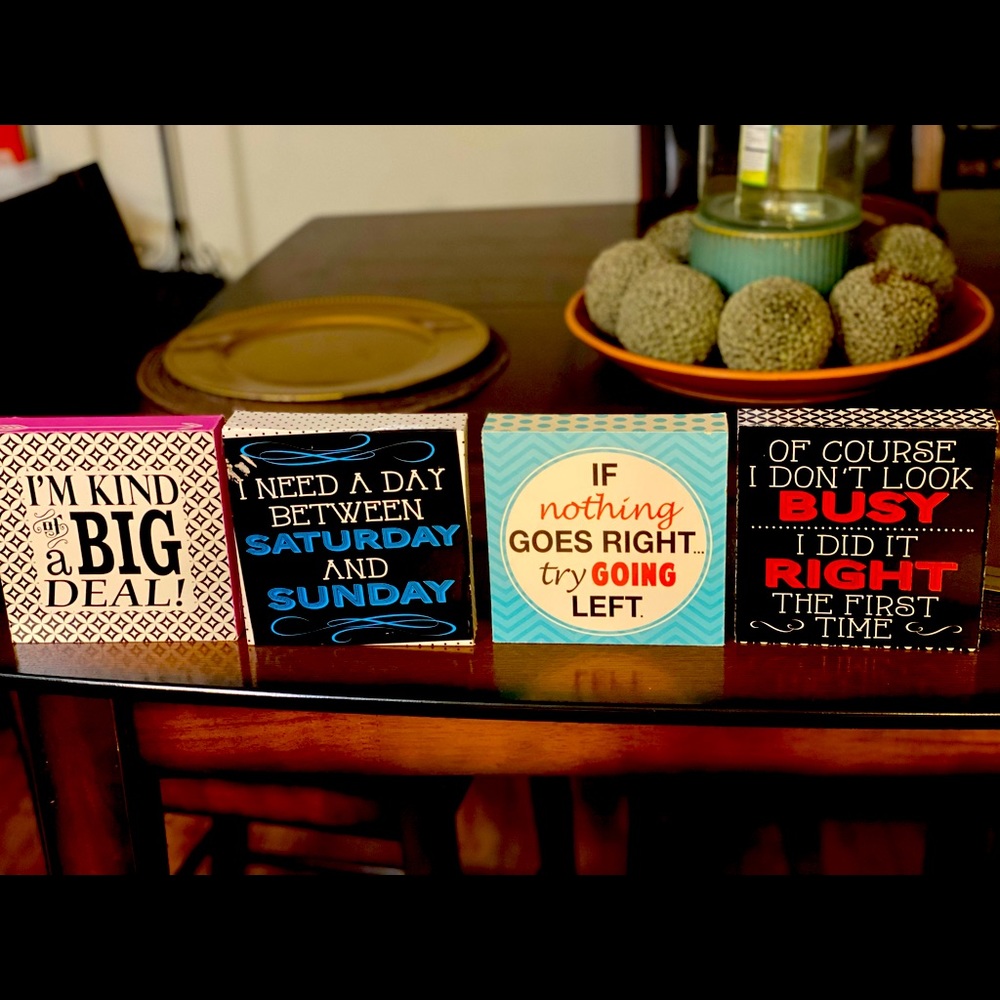 I'M KIND
of
a BIG
DEAL!
I NEED A DAY
BETWEEN
SATURDAY
AND
SUNDAY
IF
nothing
GOES RIGHT...
try GOING
LEFT.
OF COURSE
I DON'T LOOK
BUSY
I DID IT
RIGHT
THE FIRST
TIME